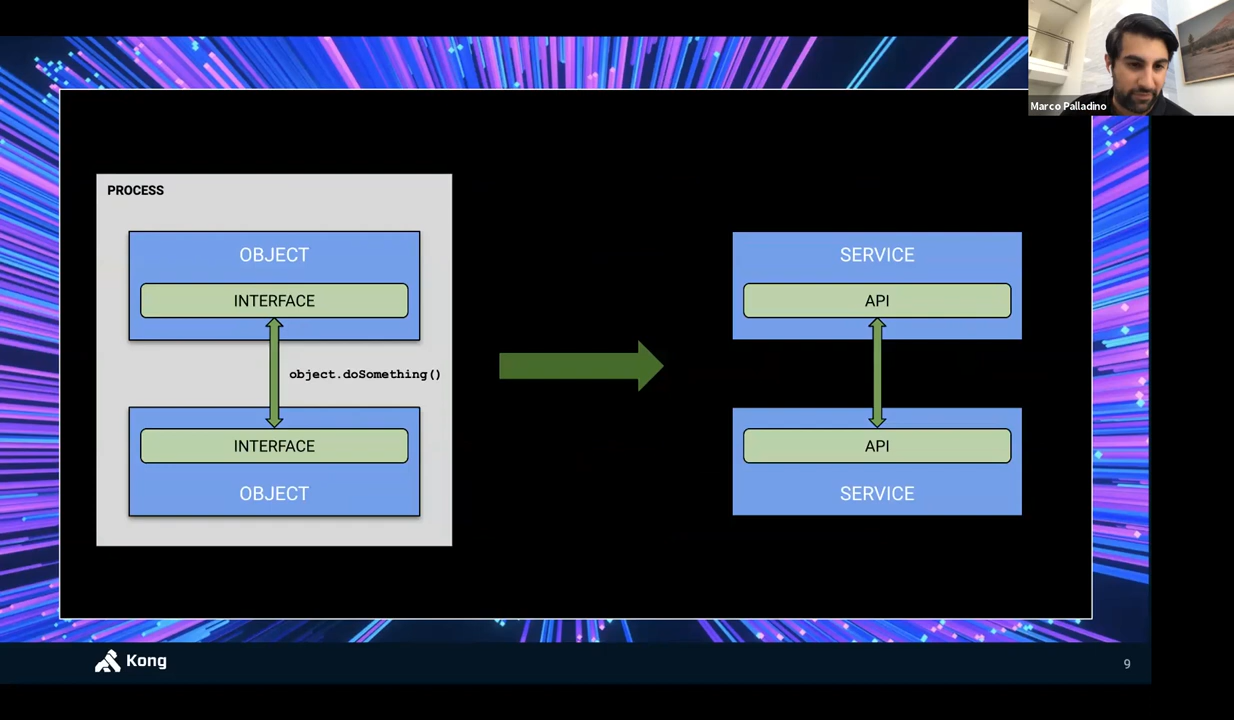 Marco Palladino
PROCESS
OBJECT
INTERFACE
object.doSomething()
INTERFACE
OBJECT
SERVICE
API
API
SERVICE
Kong
9